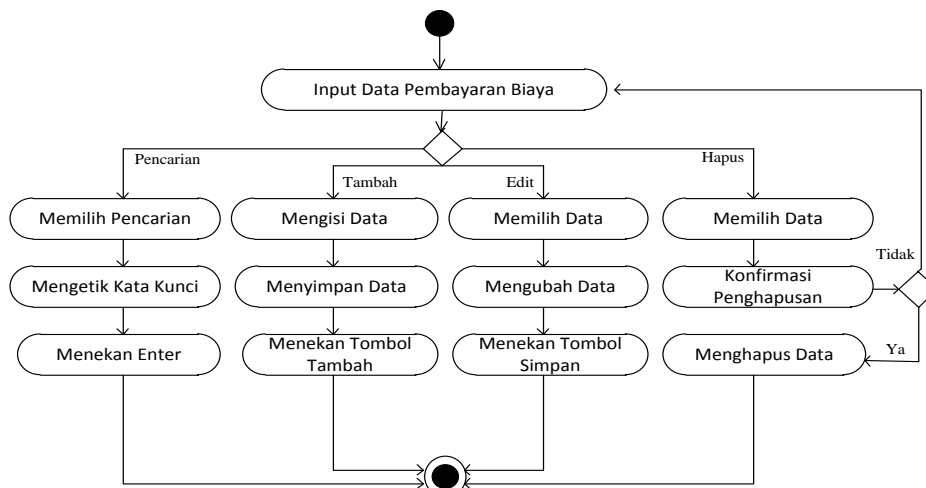 Input Data Pembayaran Biaya
Pencarian
Tambah
Edit
Hapus
Memilih Pencarian
Mengisi Data
Memilih Data
Memilih Data
Tidak
Mengetik Kata Kunci
Menyimpan Data
Mengubah Data
Konfirmasi
Penghapusan
Menekan Enter
Menekan Tombol
Tambah
Menekan Tombol
Simpan
Menghapus Data
Ya